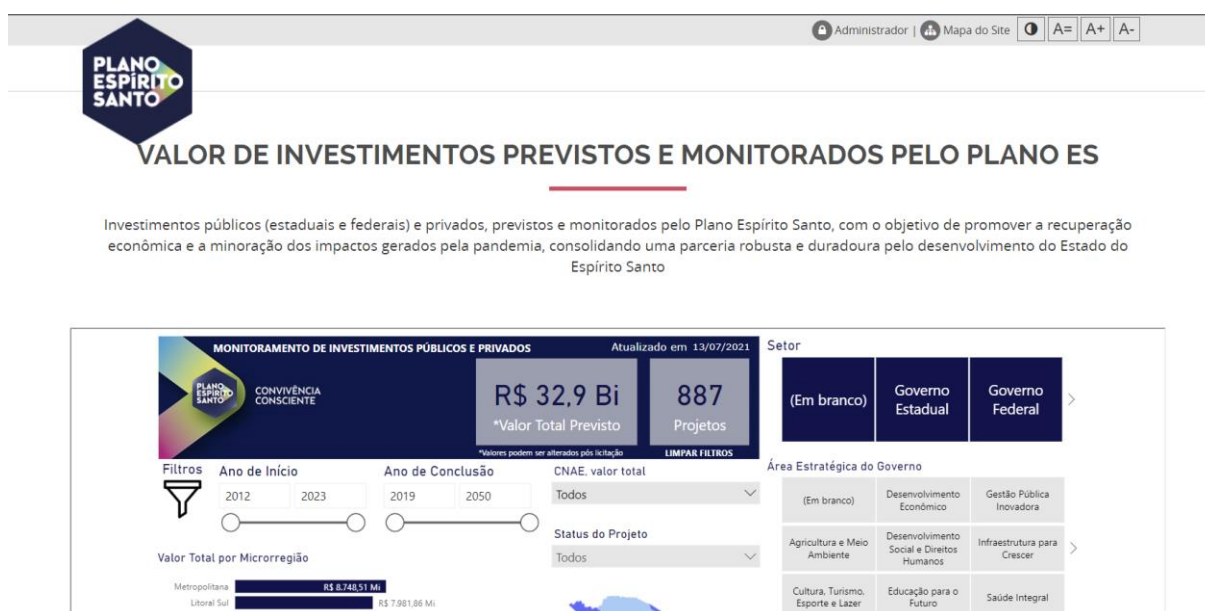 Administrador | Mapa do Site A= A+ A-
PLANO
ESPÍRITO
SANTO
VALOR DE INVESTIMENTOS PREVISTOS E MONITORADOS PELO PLANO ES
Investimentos públicos (estaduais e federais) e privados, previstos e monitorados pelo Plano Espírito Santo, com o objetivo de promover a recuperação
econômica e a minoração dos impactos gerados pela pandemia, consolidando uma parceria robusta e duradoura pelo desenvolvimento do Estado do
Espírito Santo
MONITORAMENTO DE INVESTIMENTOS PÚBLICOS E PRIVADOS
Atualizado em 13/07/2021
PLANO
ESPÍRITO
SANTO
CONVIVÊNCIA
CONSCIENTE
R$ 32,9 Bi
*Valor Total Previsto
887
Projetos
*Valores podem ser alterados pós licitação
LIMPAR FILTROS
Setor
(Em branco)
Governo
Estadual
Governo
Federal
Filtros
Ano de Início
2012 2023
Ano de Conclusão
2019 2050
CNAE, valor total
Todos
Status do Projeto
Todos
Área Estratégica do Governo
(Em branco)
Desenvolvimento
Econômico
Gestão Pública
Inovadora
Agricultura e Meio
Ambiente
Desenvolvimento
Social e Direitos
Humanos
Infraestrutura para
Crescer
Cultura, Turismo,
Esporte e Lazer
Educação para o
Futuro
Saúde Integral
Valor Total por Microrregião
Metropolitana R$ 8.748,51 Mi
Litoral Sul R$ 7.981,86 Mi